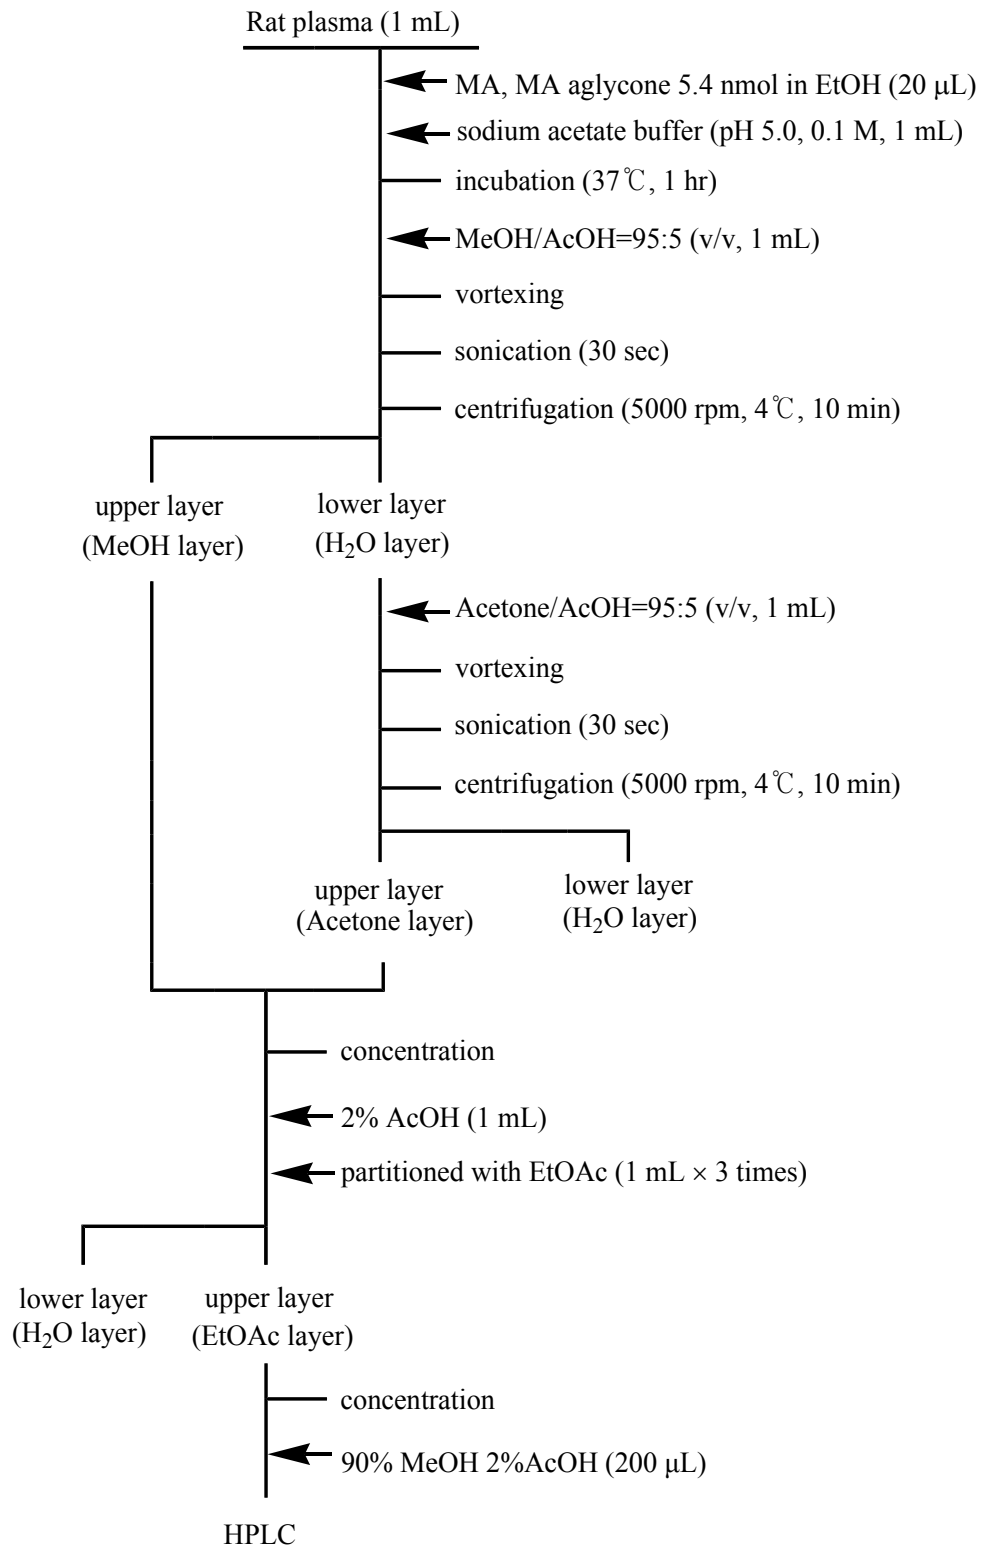 Rat plasma (1 mL)
MA, MA aglycone 5.4 nmol in EtOH (20 μL)
sodium acetate buffer (pH 5.0, 0.1 M, 1 mL)
incubation (37℃, 1 hr)
MeOH/AcOH=95:5 (v/v, 1 mL)
vortexing
sonication (30 sec)
centrifugation (5000 rpm, 4℃, 10 min)
upper layer
(MeOH layer)
lower layer
(H₂O layer)
Acetone/AcOH=95:5 (v/v, 1 mL)
vortexing
sonication (30 sec)
centrifugation (5000 rpm, 4℃, 10 min)
upper layer
(Acetone layer)
lower layer
(H₂O layer)
concentration
2% AcOH (1 mL)
partitioned with EtOAc (1 mL × 3 times)
lower layer
(H₂O layer)
upper layer
(EtOAc layer)
concentration
90% MeOH 2%AcOH (200 μL)
HPLC